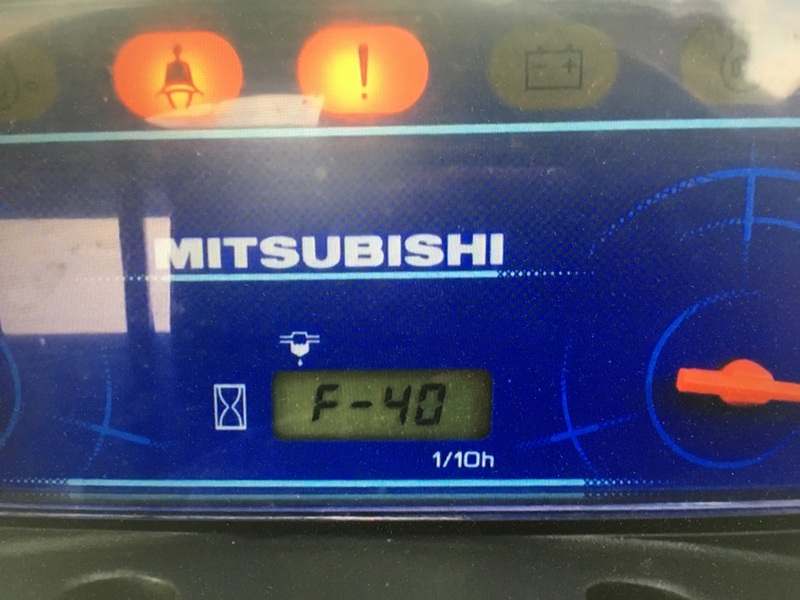 !
- +
MITSUBISHI
F-40
1/10h